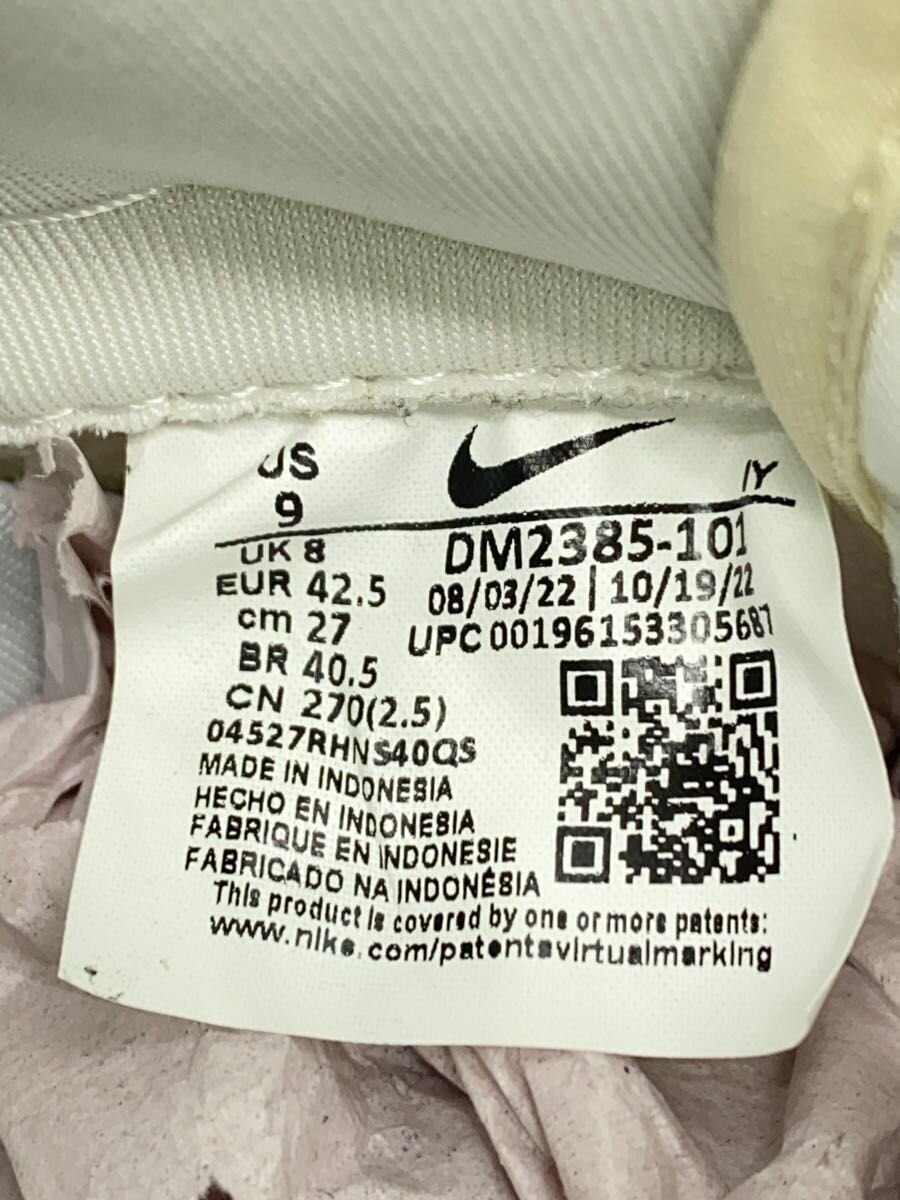 US
9
IY
UK 8
EUR 42.5
cm 27
BR 40.5
CN 270(2.5)
DM2385-101
08/03/22 | 10/19/22
UPC 00196153305687
04527RHNS40QS
MADE IN INDONESIA
HECHO EN INDONESIA
FABRIQUE EN INDONESIE
FABRICADO NA INDONÉSIA
This product is covered by one or more patents:
www.nike.com/patentsvirtualmarking